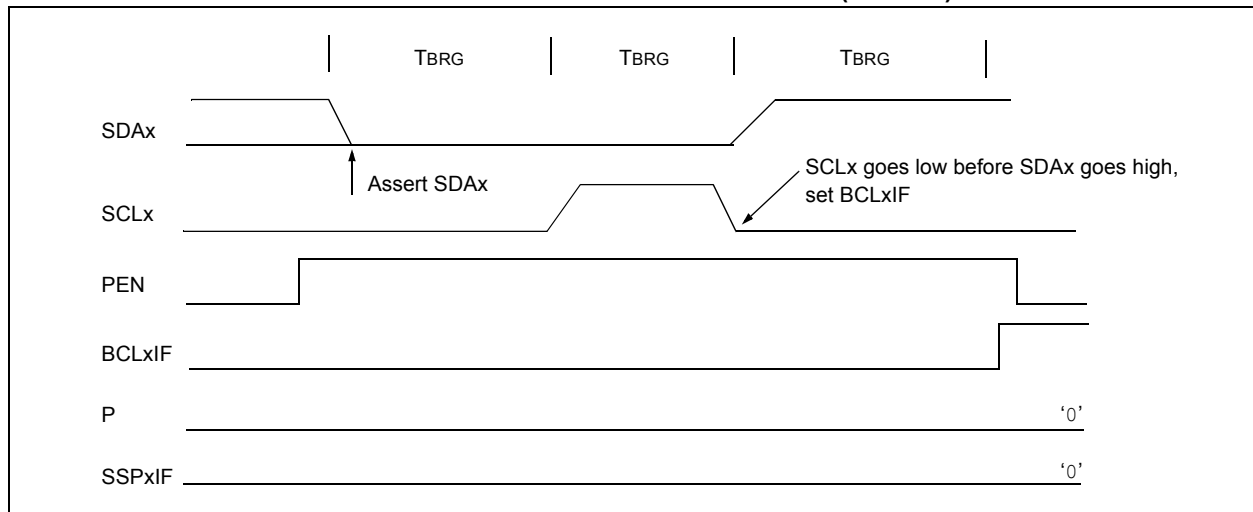 TBRG TBRG TBRG
SDAx
Assert SDAx
SCLx goes low before SDAx goes high,
set BCLxIF
SCLx
PEN
BCLxIF
P '0'
SSPxIF '0'